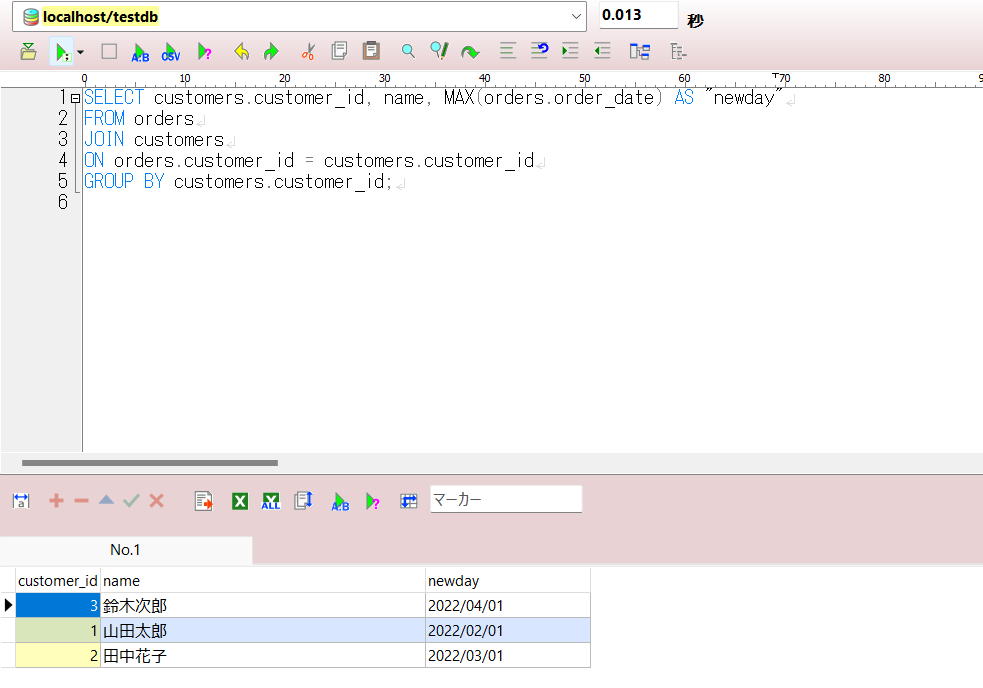 localhost/testdb 0.013 秒
A:B CSV
0 10 20 30 40 50 60 70 80
1 SELECT customers.customer_id, name, MAX(orders.order_date) AS "newday"
2 FROM orders
3 JOIN customers
4 ON orders.customer_id = customers.customer_id
5 GROUP BY customers.customer_id;
6
a ALL A:B マーカー
No.1
customer_id name newday
3 鈴木次郎 2022/04/01
1 山田太郎 2022/02/01
2 田中花子 2022/03/01